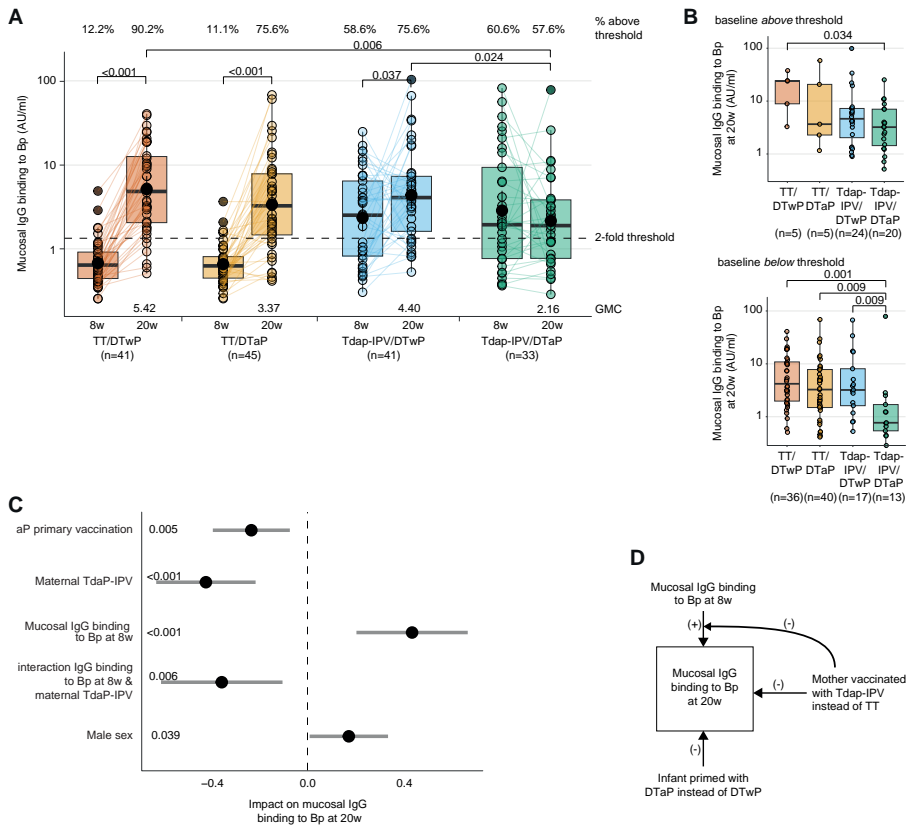 A
12.2% 90.2% 11.1% 75.6% 58.6% 75.6% 60.6% 57.6% % above
threshold
0.006
0.024
<0.001 <0.001 0.037
Mucosal IgG binding to Bp (AU/ml)
100
10
1
2-fold threshold
5.42 3.37 4.40 2.16 GMC
8w 20w 8w 20w 8w 20w 8w 20w
TT/DTwP TT/DTaP Tdap-IPV/DTwP Tdap-IPV/DTaP
(n=41) (n=45) (n=41) (n=33)
B
baseline above threshold
0.034
Mucosal IgG binding to Bp
at 20w (AU/ml)
100
10
1
TT/ TT/ Tdap- Tdap-
DTwP DTaP IPV/ IPV/
DTwP DTaP
(n=5) (n=5) (n=24) (n=20)
baseline below threshold
0.001
0.009
0.009
Mucosal IgG binding to Bp
at 20w (AU/ml)
100
10
1
TT/ TT/ Tdap- Tdap-
DTwP DTaP IPV/ IPV/
DTwP DTaP
(n=36) (n=40) (n=17) (n=13)
C
aP primary vaccination 0.005
Maternal TdaP-IPV <0.001
Mucosal IgG binding
to Bp at 8w <0.001
interaction IgG binding
to Bp at 8w &
maternal TdaP-IPV 0.006
Male sex 0.039
−0.4 0.0 0.4
Impact on mucosal IgG
binding to Bp at 20w
D
Mucosal IgG binding
to Bp at 8w
(+) (-)
Mucosal IgG
binding to Bp
at 20w
(-)
Mother vaccinated
with Tdap-IPV
instead of TT
(-)
Infant primed with
DTaP instead of DTwP